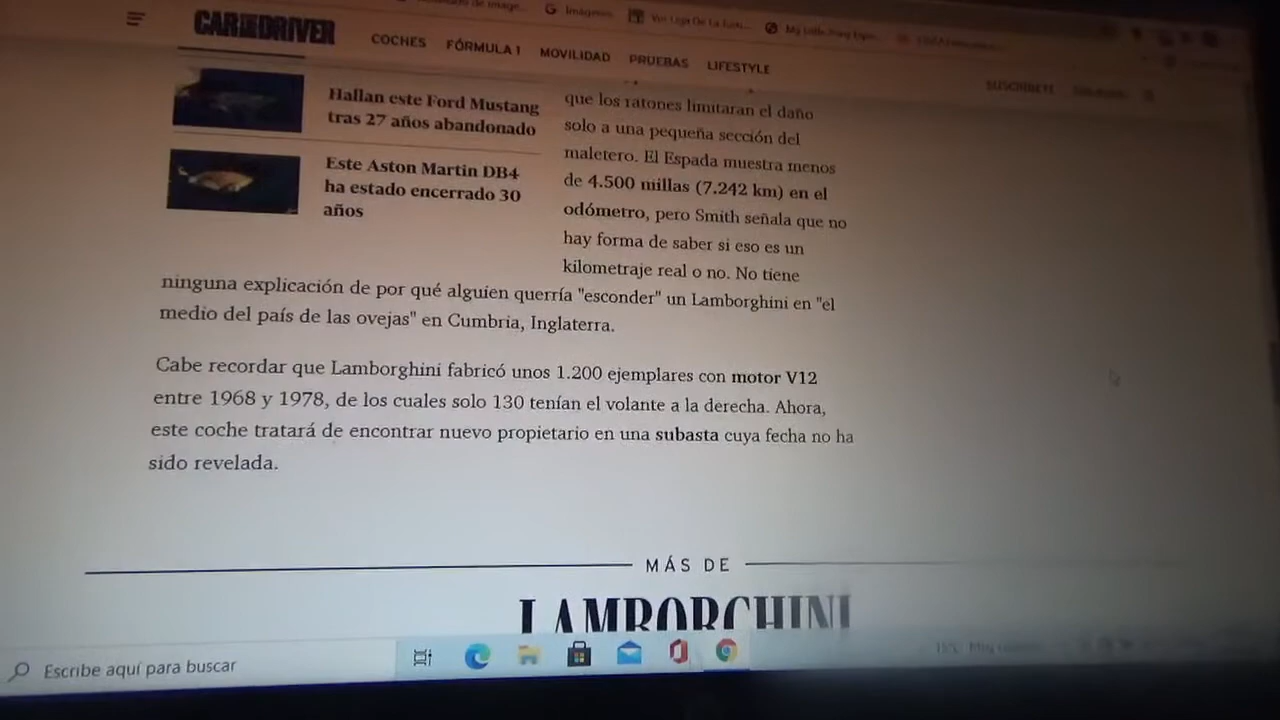 CAR AND DRIVER
COCHES FÓRMULA 1 MOVILIDAD PRUEBAS LIFESTYLE
SUSCRÍBETE
Hallan este Ford Mustang
tras 27 años abandonado
Este Aston Martin DB4
ha estado encerrado 30
años
que los ratones limitaran el daño
solo a una pequeña sección del
maletero. El Espada muestra menos
de 4.500 millas (7.242 km) en el
odómetro, pero Smith señala que no
hay forma de saber si eso es un
kilometraje real o no. No tiene
ninguna explicación de por qué alguien querría "esconder" un Lamborghini en "el
medio del país de las ovejas" en Cumbria, Inglaterra.
Cabe recordar que Lamborghini fabricó unos 1.200 ejemplares con motor V12
entre 1968 y 1978, de los cuales solo 130 tenían el volante a la derecha. Ahora,
este coche tratará de encontrar nuevo propietario en una subasta cuya fecha no ha
sido revelada.
MÁS DE
LAMBORGHINI
Escribe aquí para buscar